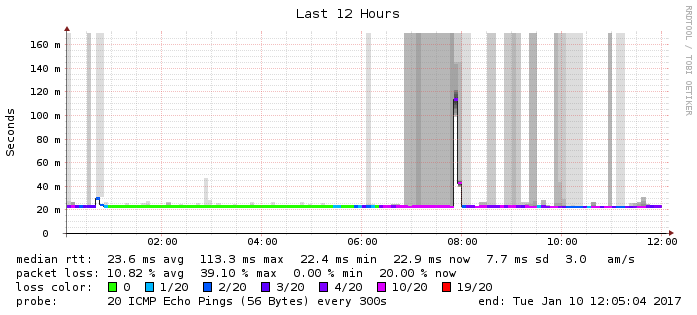 Last 12 Hours
RRDTOOL / TOBI OETIKER
Seconds
160 m
140 m
120 m
100 m
80 m
60 m
40 m
20 m
0
02:00 04:00 06:00 08:00 10:00 12:00
median rtt: 23.6 ms avg 113.3 ms max 22.4 ms min 22.9 ms now 7.7 ms sd 3.0 am/s
packet loss: 10.82 % avg 39.10 % max 0.00 % min 20.00 % now
loss color: 0 1/20 2/20 3/20 4/20 10/20 19/20
probe: 20 ICMP Echo Pings (56 Bytes) every 300s end: Tue Jan 10 12:05:04 2017